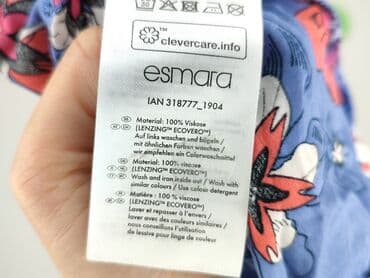 30
clevercare.info
esmara
IAN 318777_1904
Material: 100% Viskose
(LENZING™ ECOVERO™)
Auf links waschen und bügeln /
mit ähnlichen Farben waschen /
wir empfehlen ein Colorwaschmittel
Material: 100% viscose
(LENZING™ ECOVERO™)
Wash and iron inside out / Wash with
similar colours / Use colour detergent
Matière : 100 % viscose
(LENZING™ ECOVERO™)
Laver et repasser à l'envers /
laver avec des couleurs similaires /
nous conseillons l'utilisation
de lessive pour linge de couleur